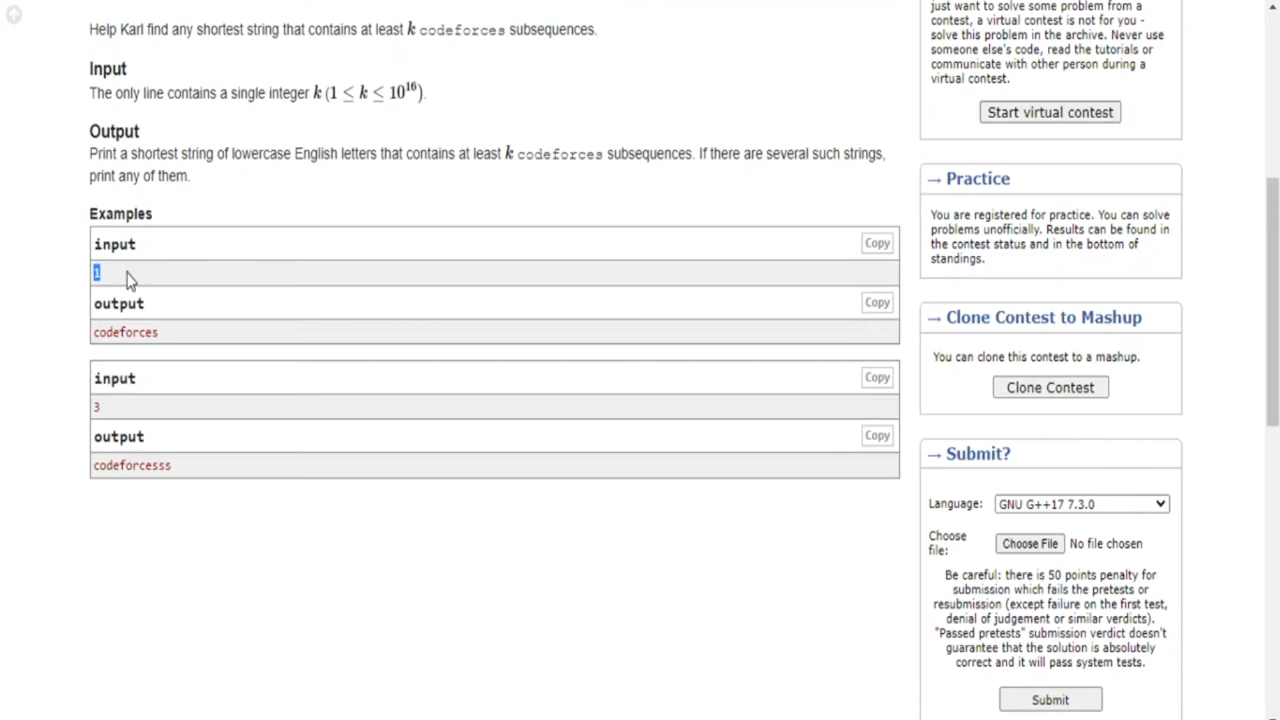 Help Karl find any shortest string that contains at least k codeforces subsequences.
Input
The only line contains a single integer k (1 ≤ k ≤ 10^16).
Output
Print a shortest string of lowercase English letters that contains at least k codeforces subsequences. If there are several such strings,
print any of them.
Examples
input
Copy
1
output
Copy
codeforces
input
Copy
3
output
Copy
codeforcesss
just want to solve some problem from a
contest, a virtual contest is not for you -
solve this problem in the archive. Never use
someone else's code, read the tutorials or
communicate with other person during a
virtual contest.
Start virtual contest
→ Practice
You are registered for practice. You can solve
problems unofficially. Results can be found in
the contest status and in the bottom of
standings.
→ Clone Contest to Mashup
You can clone this contest to a mashup.
Clone Contest
→ Submit?
Language: GNU G++17 7.3.0
Choose
file: Choose File No file chosen
Be careful: there is 50 points penalty for
submission which fails the pretests or
resubmission (except failure on the first test,
denial of judgement or similar verdicts).
"Passed pretests" submission verdict doesn't
guarantee that the solution is absolutely
correct and it will pass system tests.
Submit